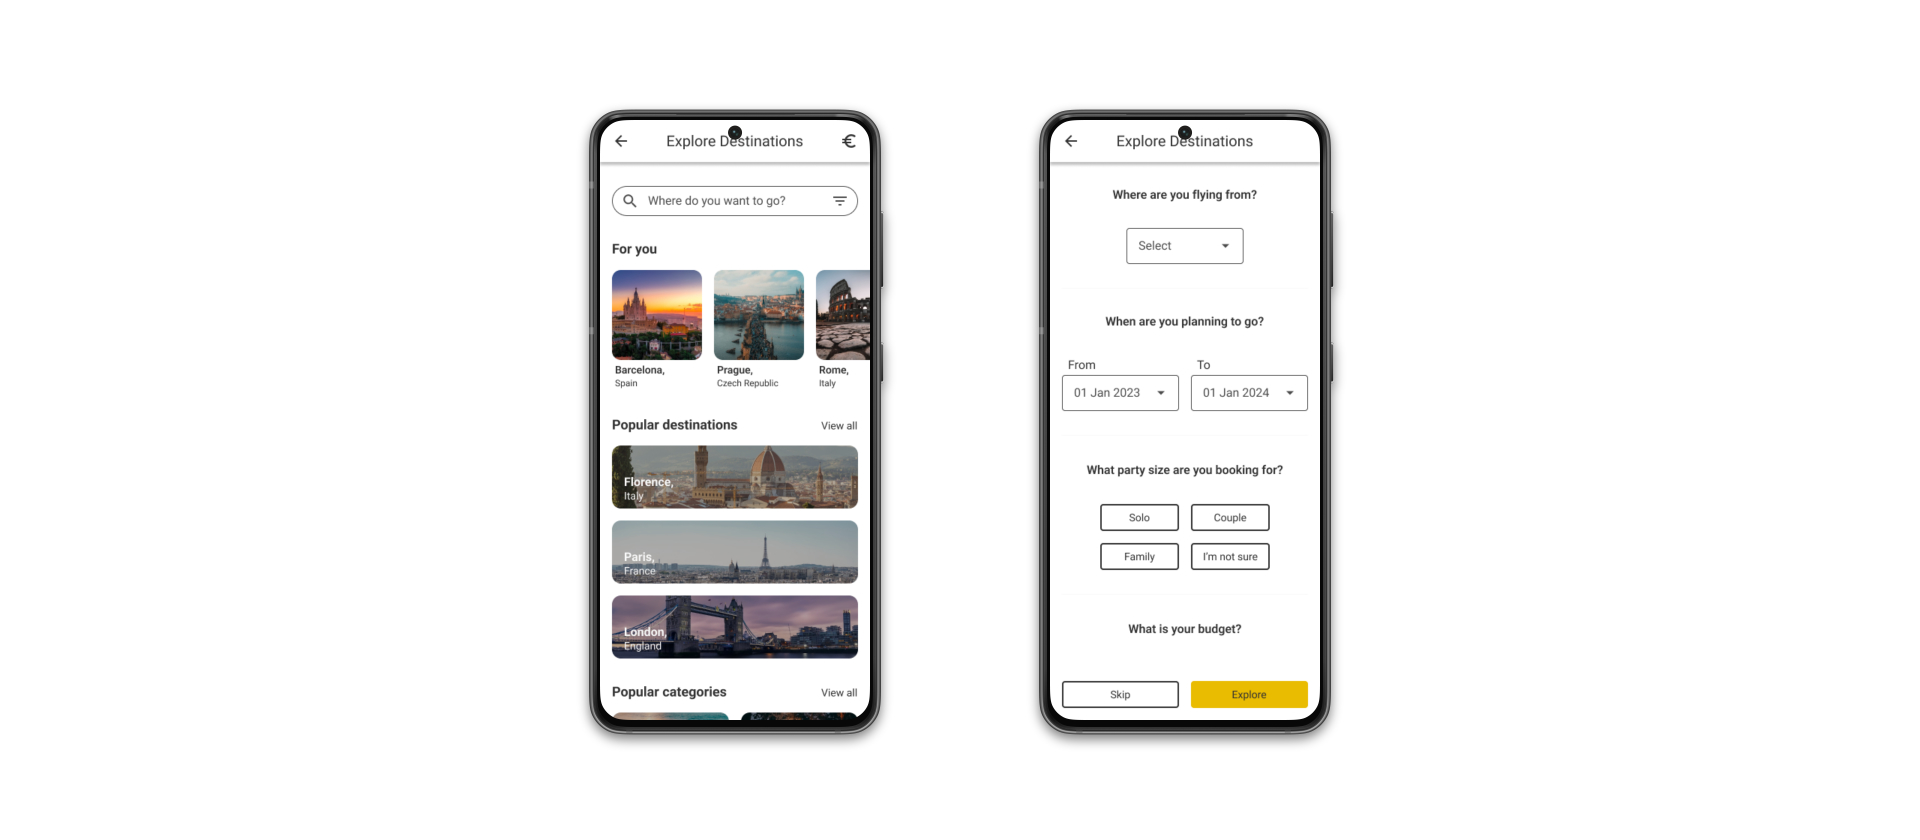 Explore Destinations €
Where do you want to go?
For you
Barcelona, Prague, Rome,
Spain Czech Republic Italy
Popular destinations View all
Florence,
Italy
Paris,
France
London,
England
Popular categories View all
Explore Destinations
Where are you flying from?
Select
When are you planning to go?
From To
01 Jan 2023 01 Jan 2024
What party size are you booking for?
Solo Couple
Family I'm not sure
What is your budget?
Skip Explore